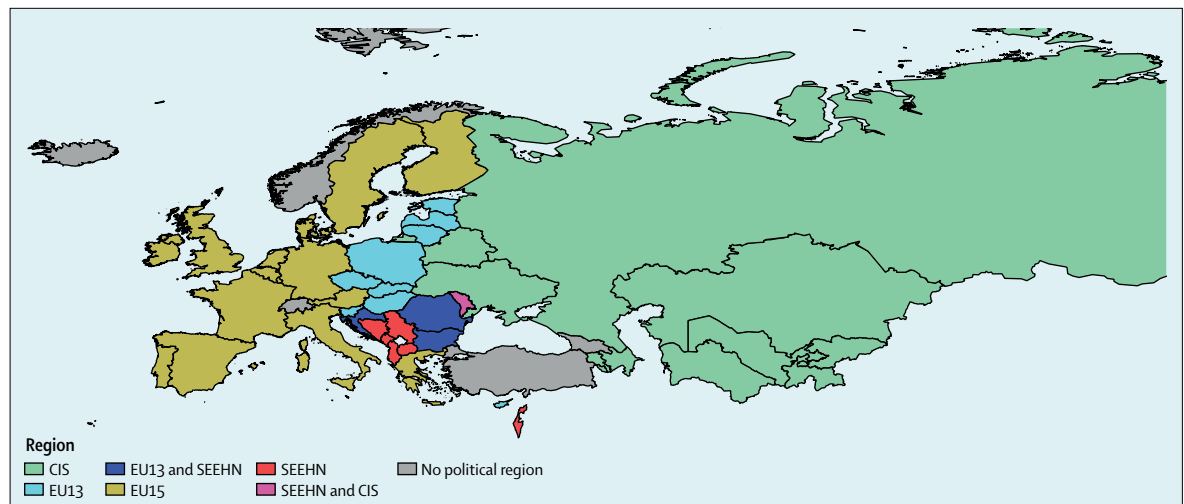 Region
CIS
EU13 and SEEHN
SEEHN
No political region
EU13
EU15
SEEHN and CIS